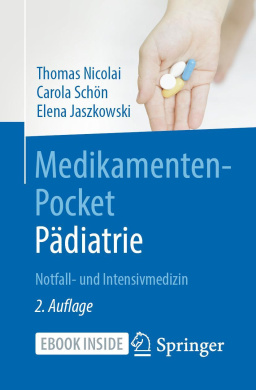 Thomas Nicolai
Carola Schön
Elena Jaszkowski
Medikamenten-
Pocket
Pädiatrie
Notfall- und Intensivmedizin
2. Auflage
EBOOK INSIDE
Springer